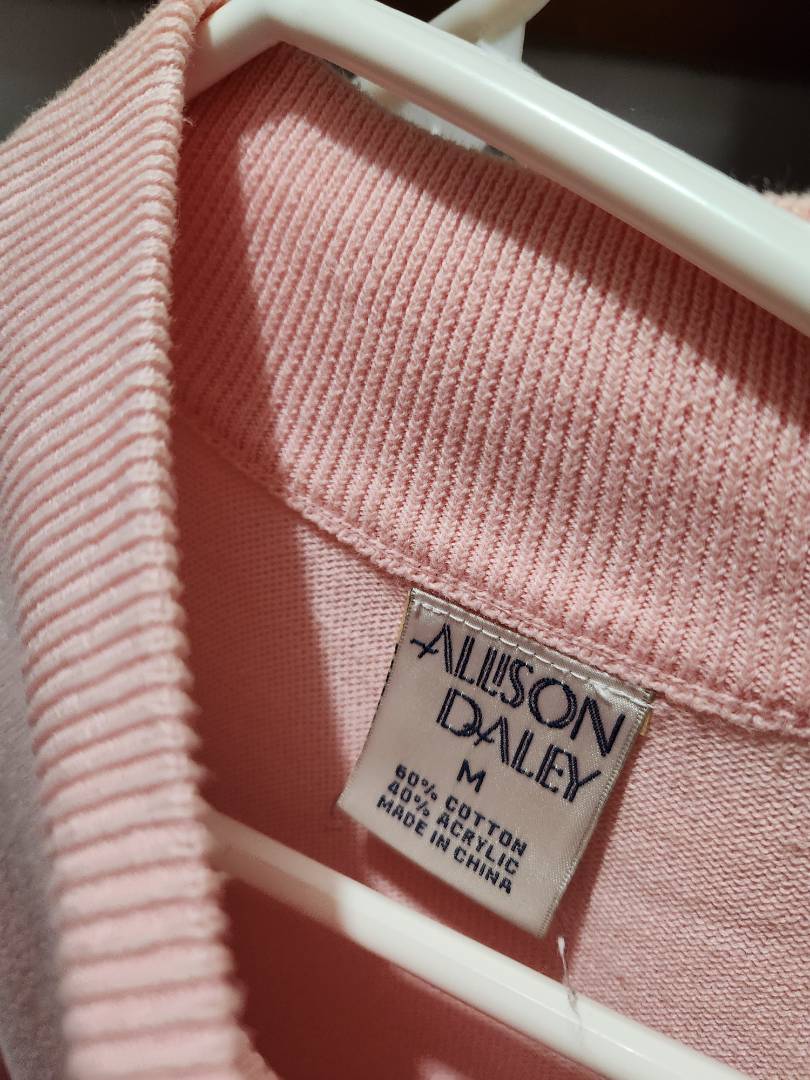 ALLISON
DALEY
M
60% COTTON
40% ACRYLIC
MADE IN CHINA